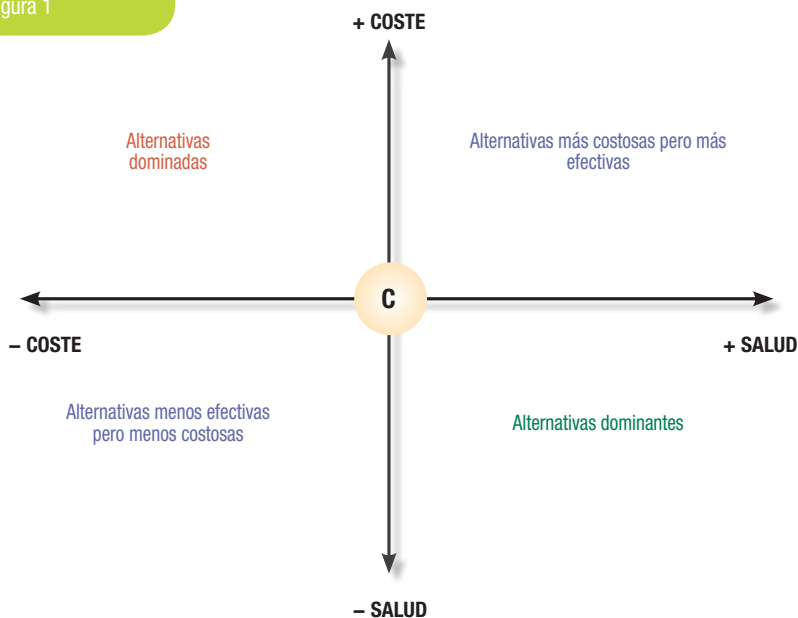 gura 1
+ COSTE
Alternativas
dominadas
Alternativas más costosas pero más
efectivas
C
– COSTE
+ SALUD
Alternativas menos efectivas
pero menos costosas
Alternativas dominantes
– SALUD